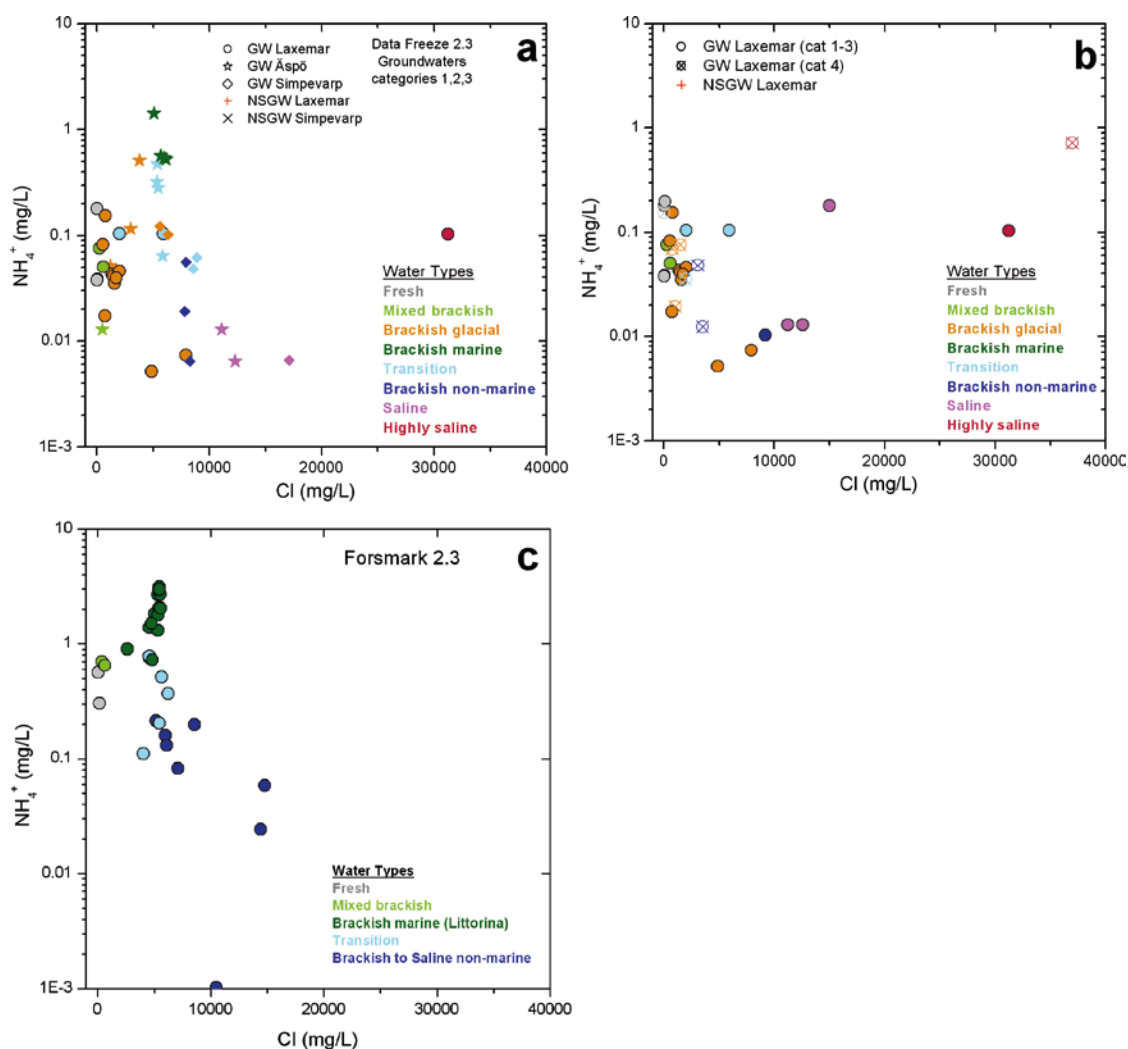 a
Data Freeze 2.3
Groundwaters
categories 1,2,3
GW Laxemar
GW Äspö
GW Simpevarp
NSGW Laxemar
NSGW Simpevarp
10
1
0.1
0.01
1E-3
NH₄⁺ (mg/L)
Water Types
Fresh
Mixed brackish
Brackish glacial
Brackish marine
Transition
Brackish non-marine
Saline
Highly saline
0 10000 20000 30000 40000
Cl (mg/L)
b
GW Laxemar (cat 1-3)
GW Laxemar (cat 4)
NSGW Laxemar
10
1
0.1
0.01
1E-3
NH₄⁺ (mg/L)
Water Types
Fresh
Mixed brackish
Brackish glacial
Brackish marine
Transition
Brackish non-marine
Saline
Highly saline
0 10000 20000 30000 40000
Cl (mg/L)
c
Forsmark 2.3
10
1
0.1
0.01
1E-3
NH₄⁺ (mg/L)
Water Types
Fresh
Mixed brackish
Brackish marine (Littorina)
Transition
Brackish to Saline non-marine
0 10000 20000 30000 40000
Cl (mg/L)